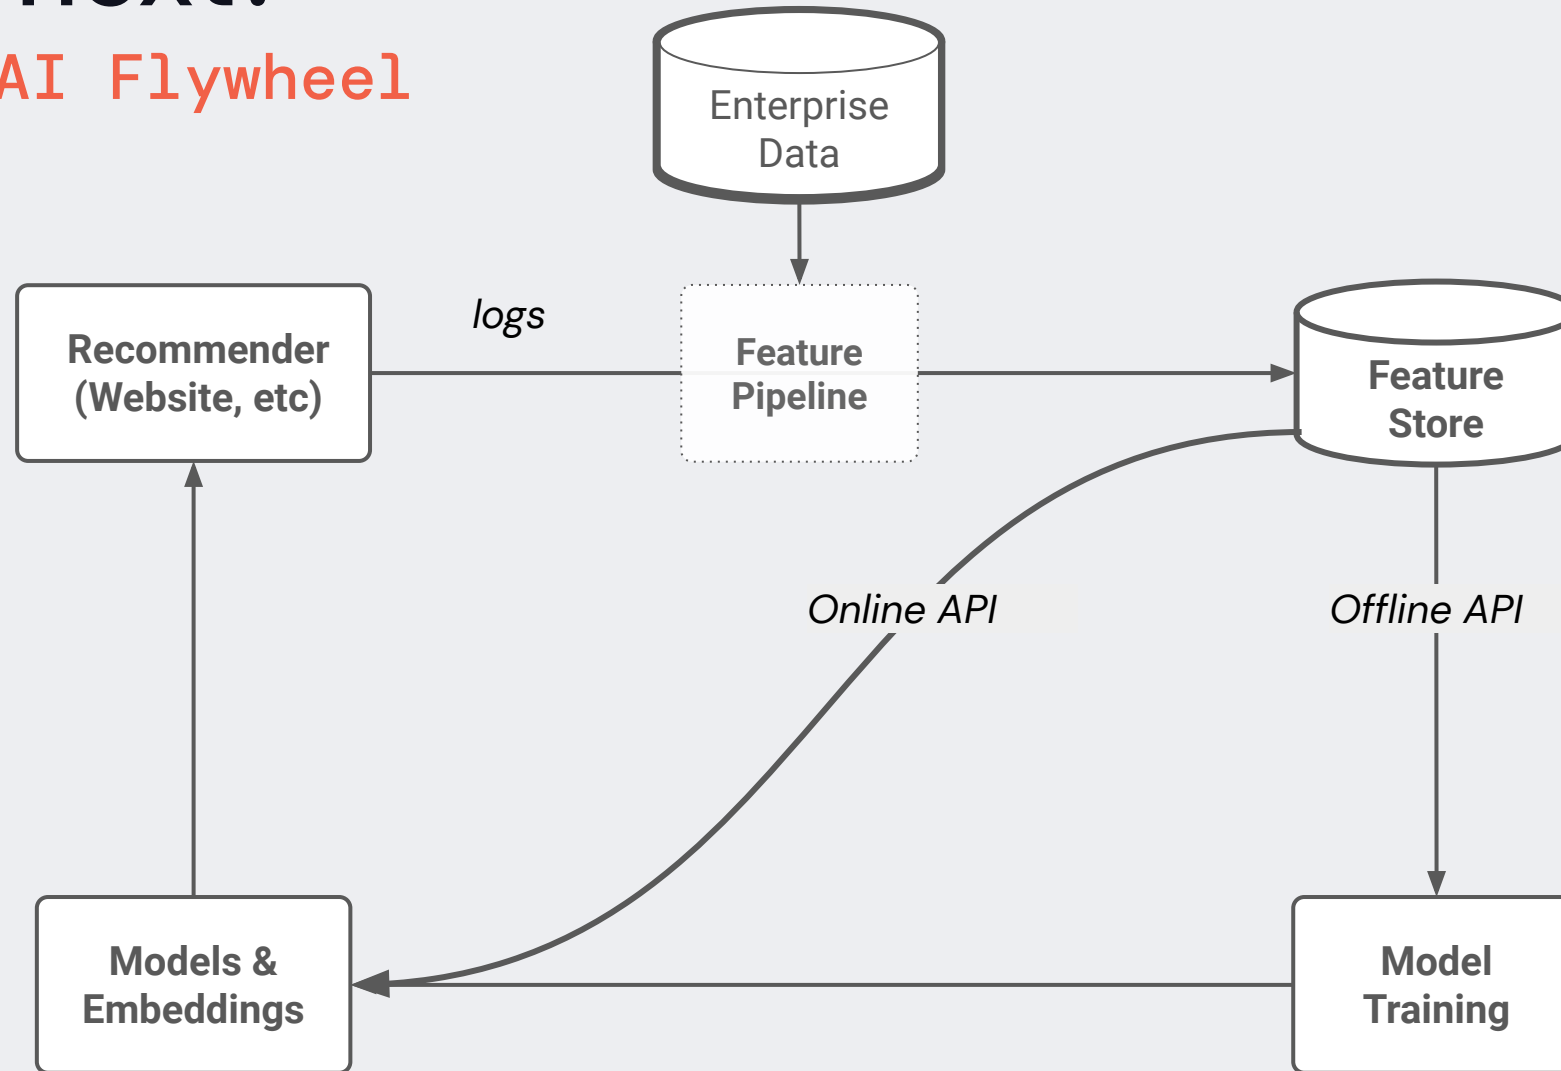 next.
AI Flywheel
Enterprise
Data
logs
Recommender
(Website, etc)
Feature
Pipeline
Feature
Store
Online API
Offline API
Models &
Embeddings
Model
Training